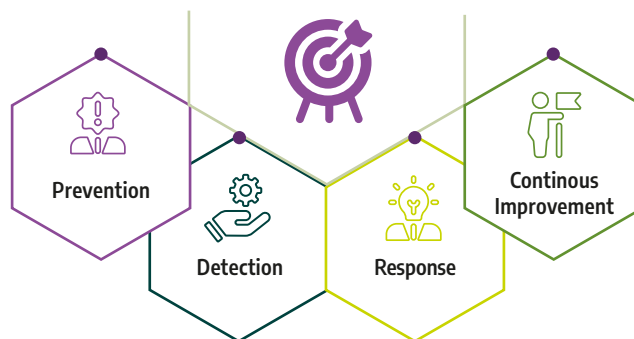 Prevention
Detection
Response
Continous
Improvement